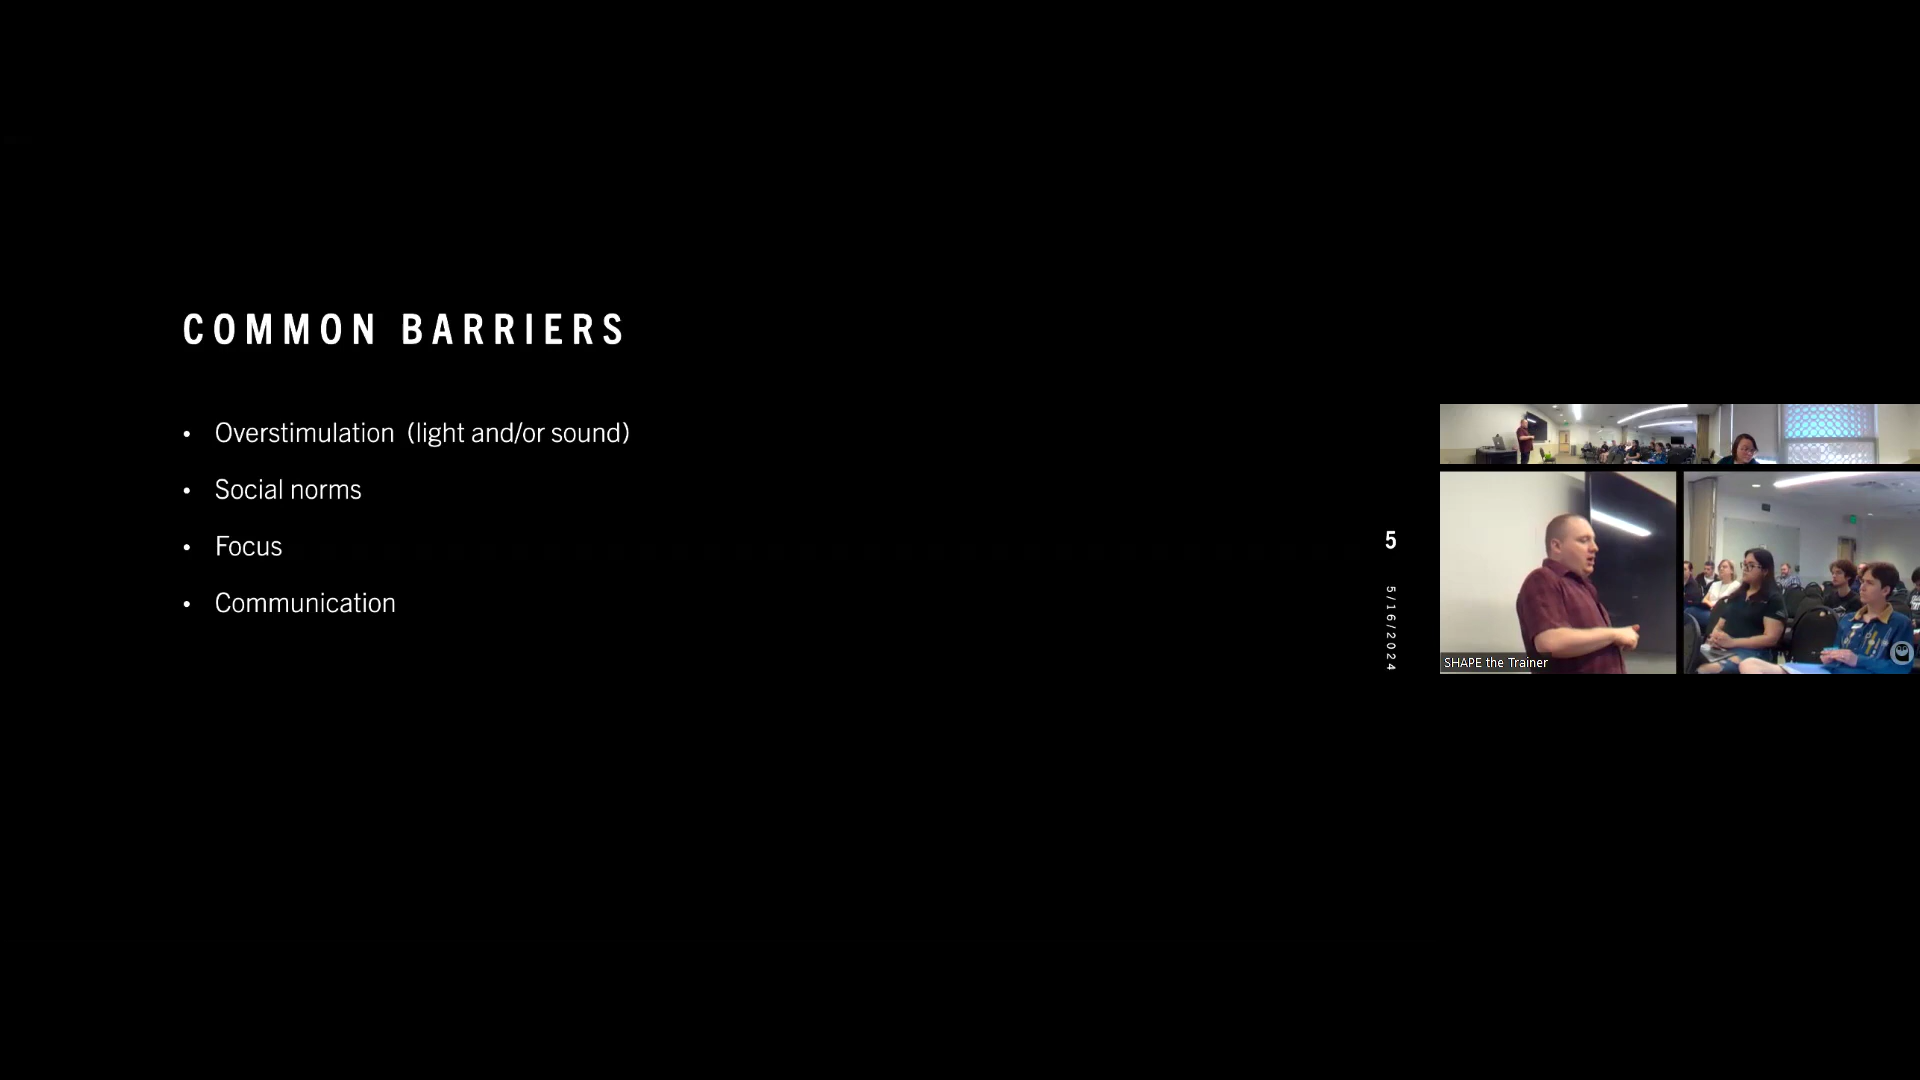 COMMON BARRIERS
• Overstimulation (light and/or sound)
• Social norms
• Focus
• Communication
5
5/16/2024
SHAPE the Trainer